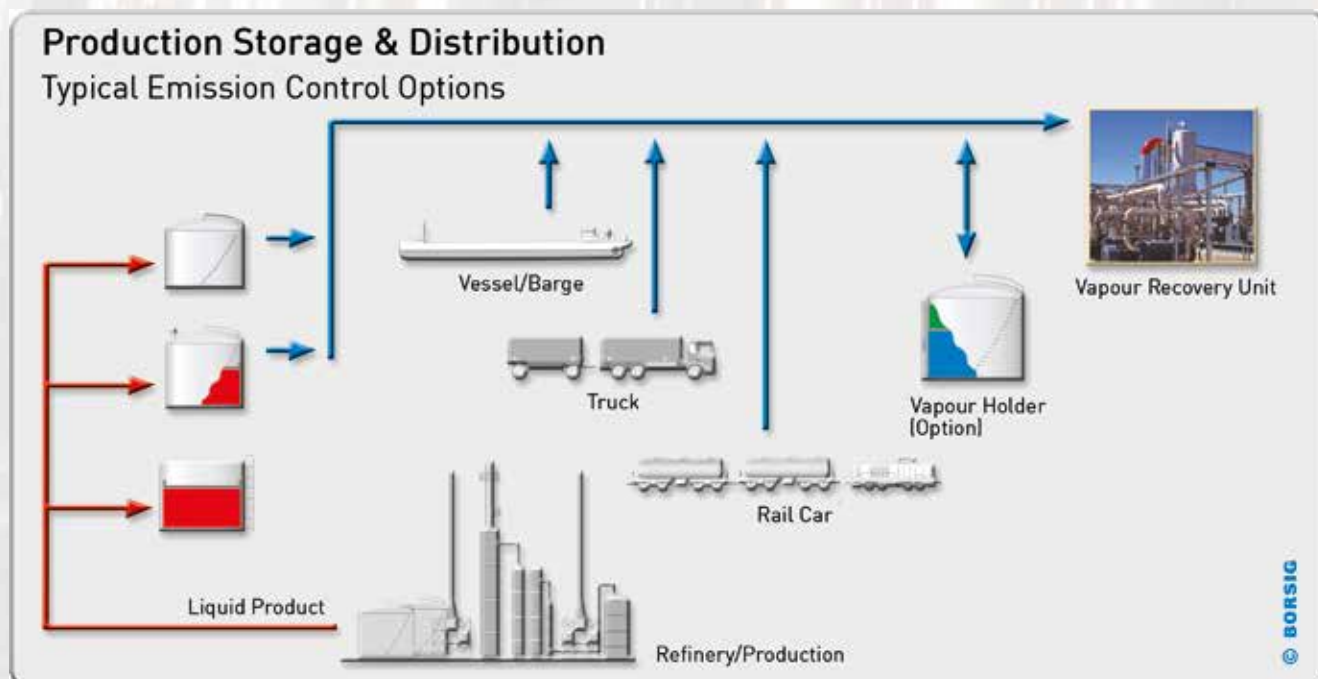 Production Storage & Distribution
Typical Emission Control Options
Vessel/Barge
Vapour Recovery Unit
Truck
Vapour Holder
(Option)
Rail Car
Liquid Product
Refinery/Production
© BORSIG